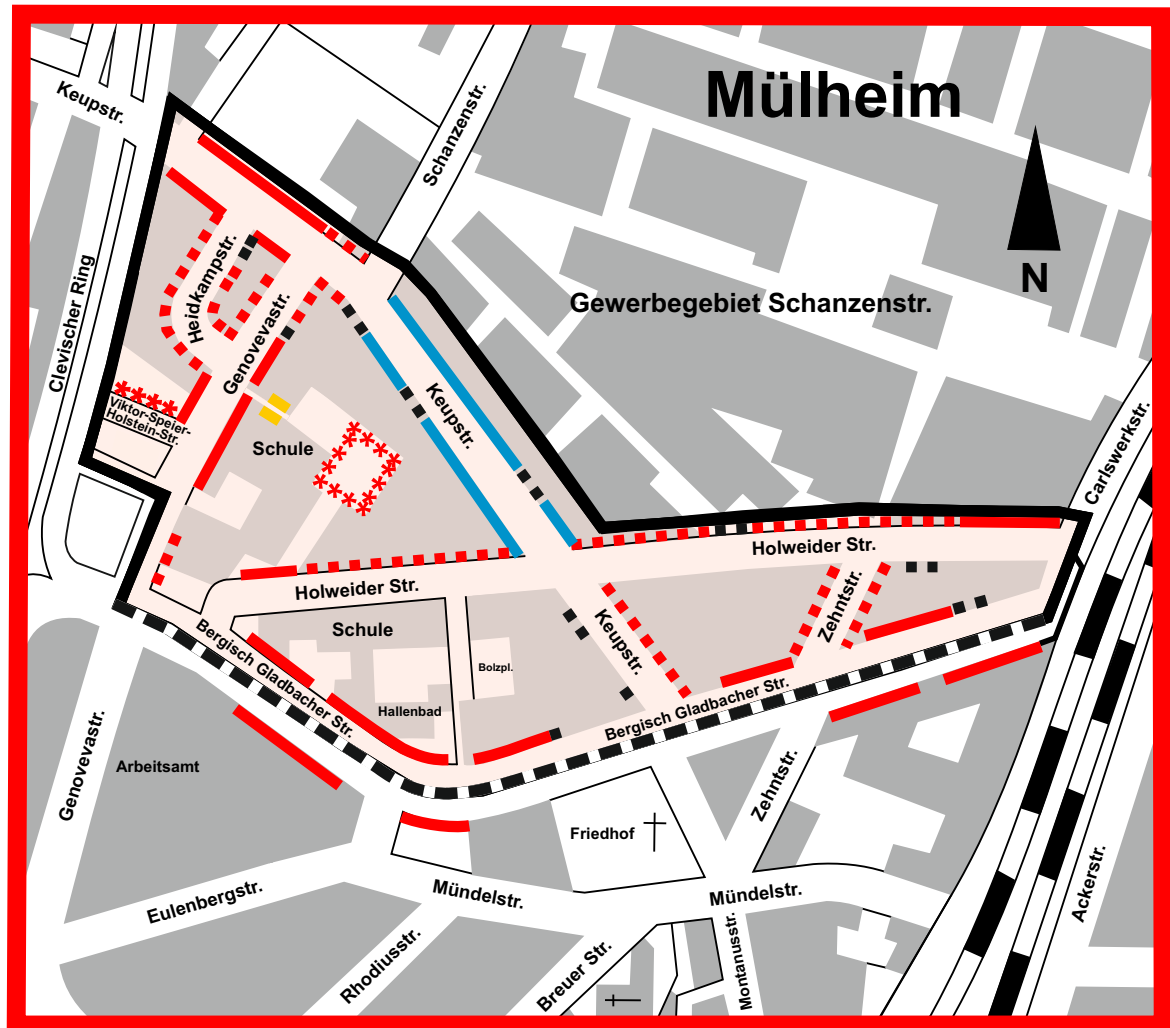 Mülheim
Keupstr.
Schanzenstr.
N
Clevischer Ring
Heidkampstr.
Genovevastr.
Gewerbegebiet Schanzenstr.
Keupstr.
Viktor-Speier-
Holstein-Str.
Schule
Carlswerkstr.
Holweider Str.
Holweider Str.
Zehntstr.
Schule
Keupstr.
Bergisch Gladbacher Str.
Bolzpl.
Hallenbad
Bergisch Gladbacher Str.
Genovevastr.
Arbeitsamt
Zehntstr.
Friedhof
Eulenbergstr.
Mündelstr.
Mündelstr.
Ackerstr.
Rhodiusstr.
Breuer Str.
Montanusstr.